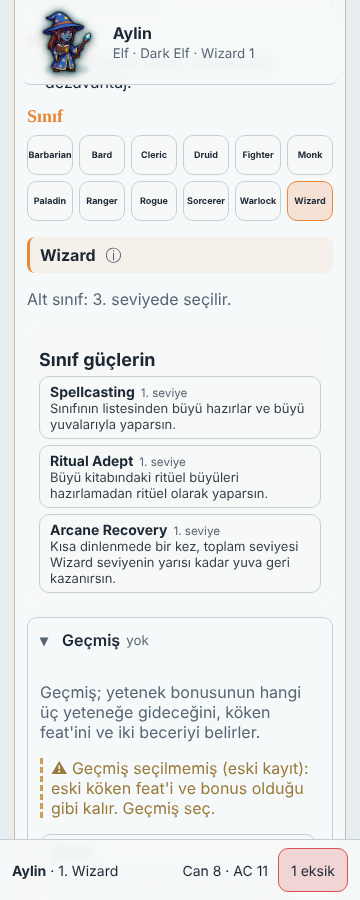 Aylin
Elf · Dark Elf · Wizard 1
dezavantaj.
Sınıf
Barbarian Bard Cleric Druid Fighter Monk
Paladin Ranger Rogue Sorcerer Warlock Wizard
Wizard ⓘ
Alt sınıf: 3. seviyede seçilir.
Sınıf güçlerin
Spellcasting 1. seviye
Sınıfının listesinden büyü hazırlar ve büyü
yuvalarıyla yaparsın.
Ritual Adept 1. seviye
Büyü kitabındaki ritüel büyüleri
hazırlamadan ritüel olarak yaparsın.
Arcane Recovery 1. seviye
Kısa dinlenmede bir kez, toplam seviyesi
Wizard seviyenin yarısı kadar yuva geri
kazanırsın.
▼ Geçmiş yok
Geçmiş; yetenek bonusunun hangi
üç yeteneğe gideceğini, köken
feat'ini ve iki beceriyi belirler.
⚠ Geçmiş seçilmemiş (eski kayıt):
eski köken feat'i ve bonus olduğu
gibi kalır. Geçmiş seç.
Aylin · 1. Wizard Can 8 · AC 11 1 eksik